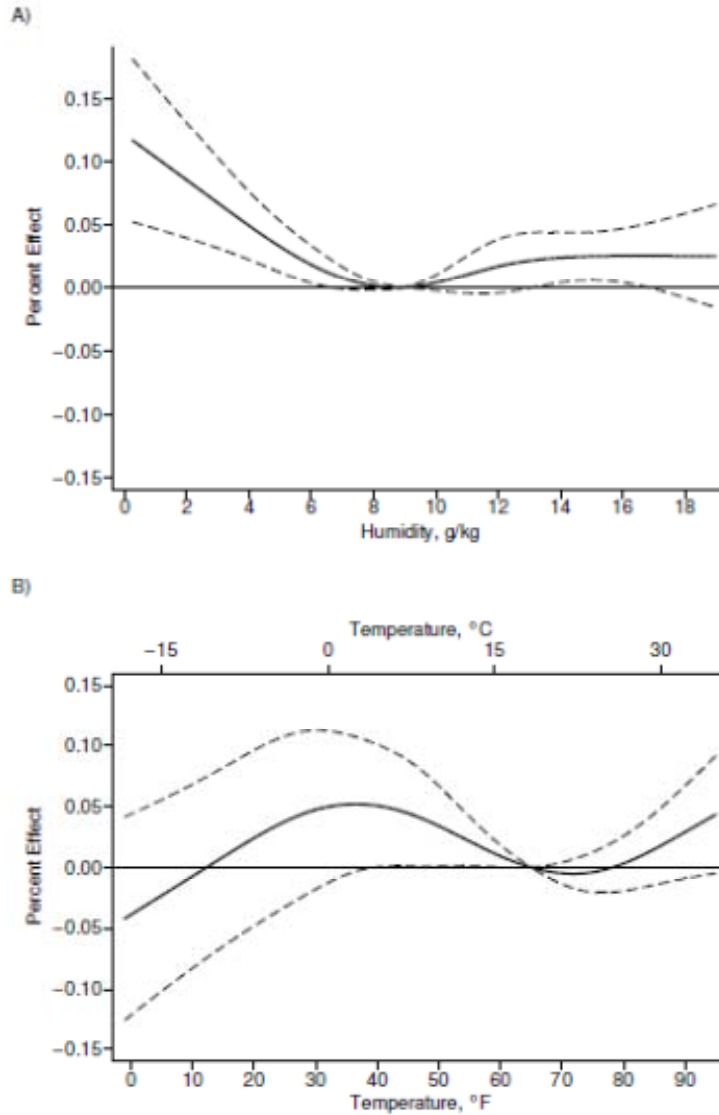 A)
0.15
0.10
0.05
0.00
−0.05
−0.10
−0.15
Percent Effect
0 2 4 6 8 10 12 14 16 18
Humidity, g/kg
B)
Temperature, °C
−15 0 15 30
0.15
0.10
0.05
0.00
−0.05
−0.10
−0.15
Percent Effect
0 10 20 30 40 50 60 70 80 90
Temperature, °F